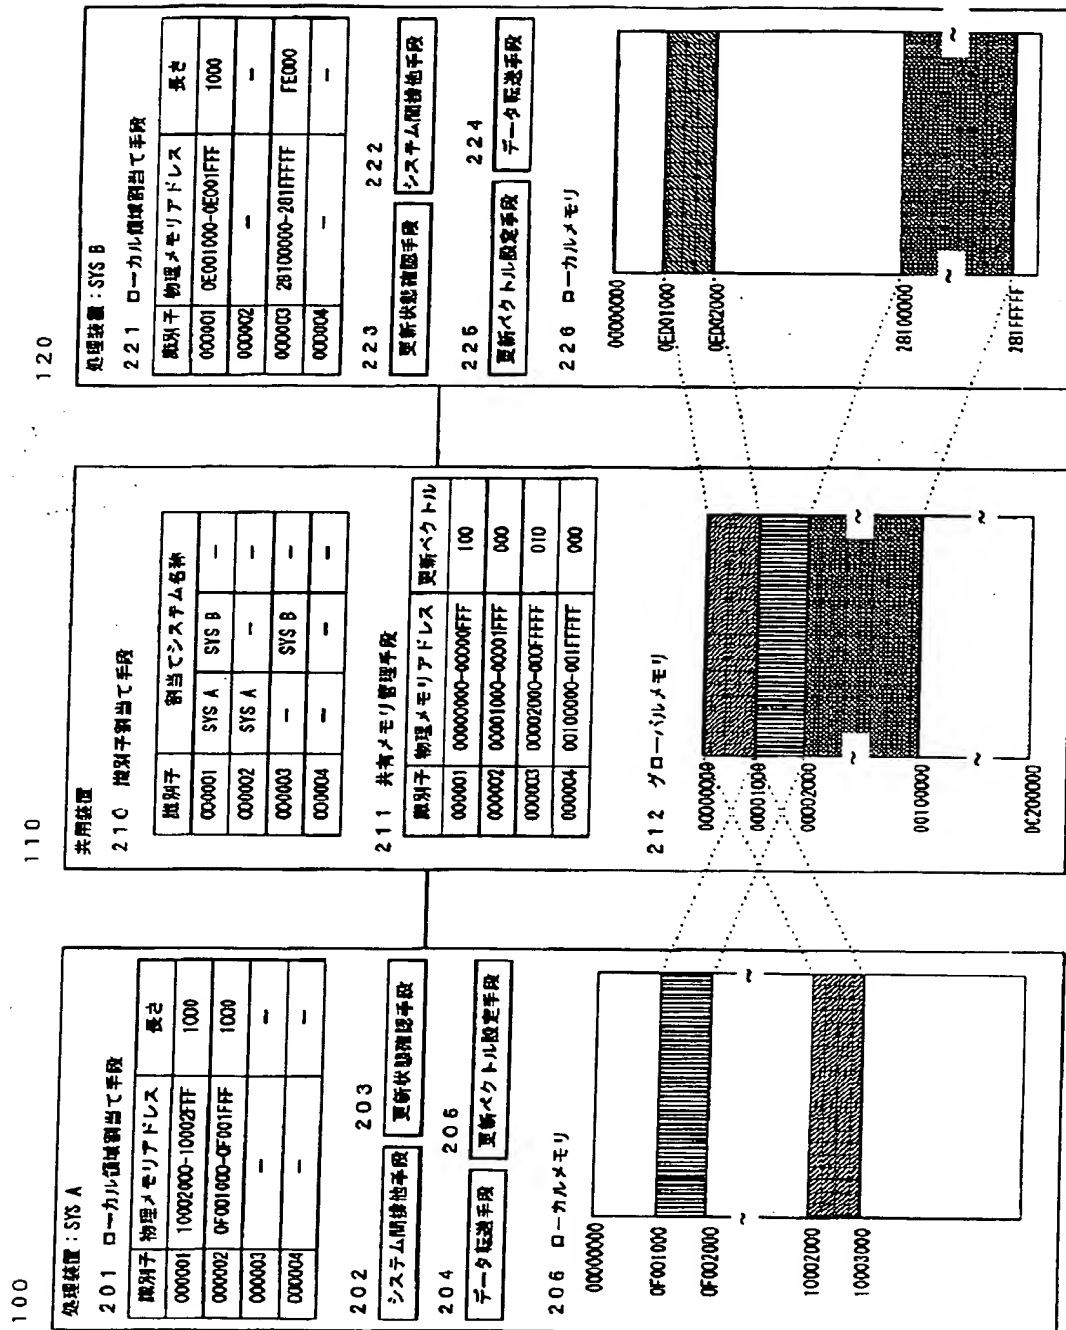 100
処理装置：SYS A
201 ローカル領域割当て手段
識別子 物理メモリアドレス 長さ
000001 10002000-10002FFF 1000
000002 0F001000-0F001FFF 1000
000003 － －
000004 － －
202 203
システム間排他手段 更新状態確認手段
204 206
データ転送手段 更新ベクトル設定手段
206 ローカルメモリ
00000000
0F001000
0F002000
～
10002000
10003000
110
共用装置
210 識別子割当て手段
識別子 割当てシステム名称
000001 SYS A SYS B －
000002 SYS A － －
000003 － SYS B －
000004 － － －
211 共有メモリ管理手段
識別子 物理メモリアドレス 更新ベクトル
000001 00000000-00000FFF 100
000002 00001000-00001FFF 000
000003 00002000-000FFFFF 010
000004 00100000-001FFFFF 000
212 グローバルメモリ
00000000
00001000
00002000
～ ～
00100000
～ ～
0C200000
120
処理装置：SYS B
221 ローカル領域割当て手段
識別子 物理メモリアドレス 長さ
000001 0E001000-0E001FFF 1000
000002 － －
000003 28100000-281FFFFF FE000
000004 － －
223 222
更新状態確認手段 システム間排他手段
225 224
更新ベクトル設定手段 データ転送手段
226 ローカルメモリ
00000000
0ED01000
0ED02000
28100000
～ ～
281FFFFF